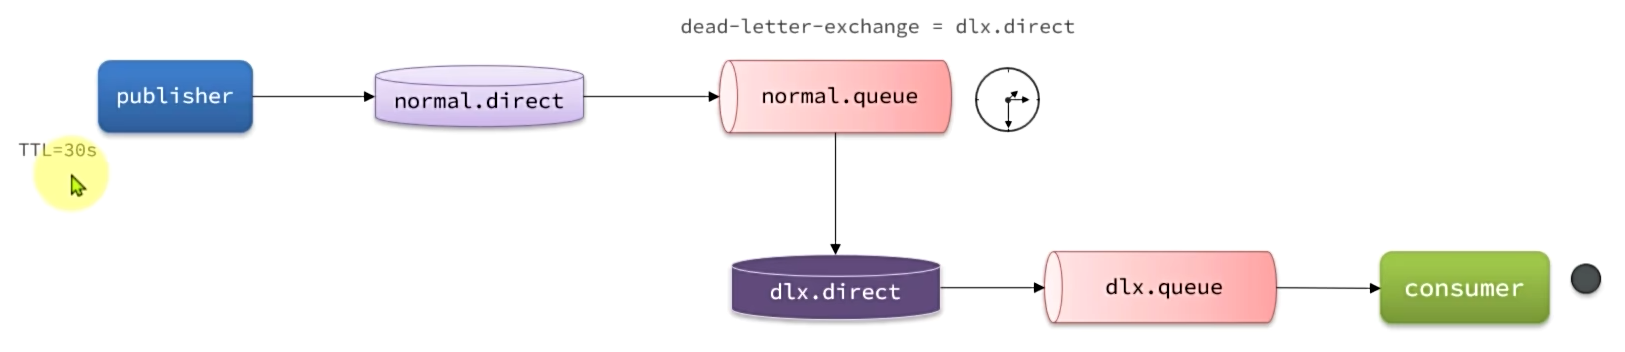 dead-letter-exchange = dlx.direct
publisher
normal.direct
normal.queue
TTL=30s
dlx.direct
dlx.queue
consumer